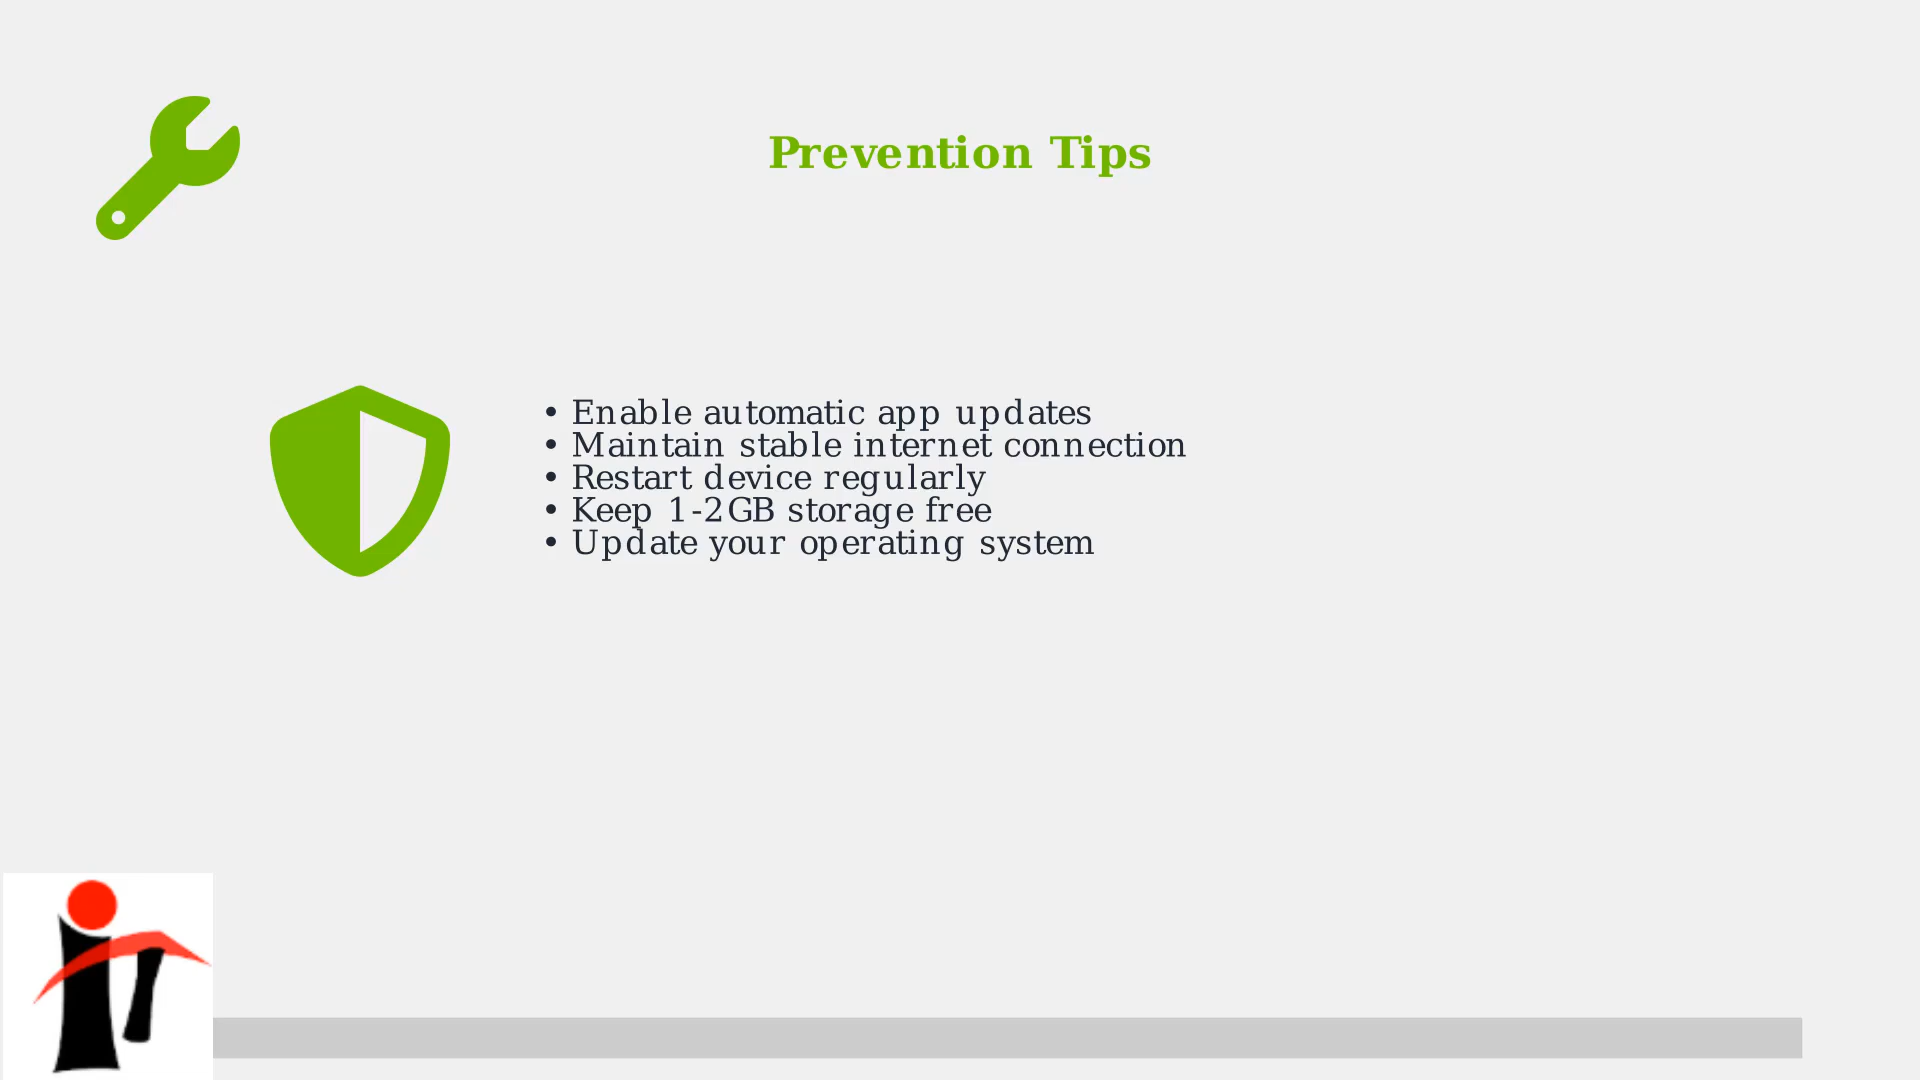 Prevention Tips
• Enable automatic app updates
• Maintain stable internet connection
• Restart device regularly
• Keep 1-2GB storage free
• Update your operating system